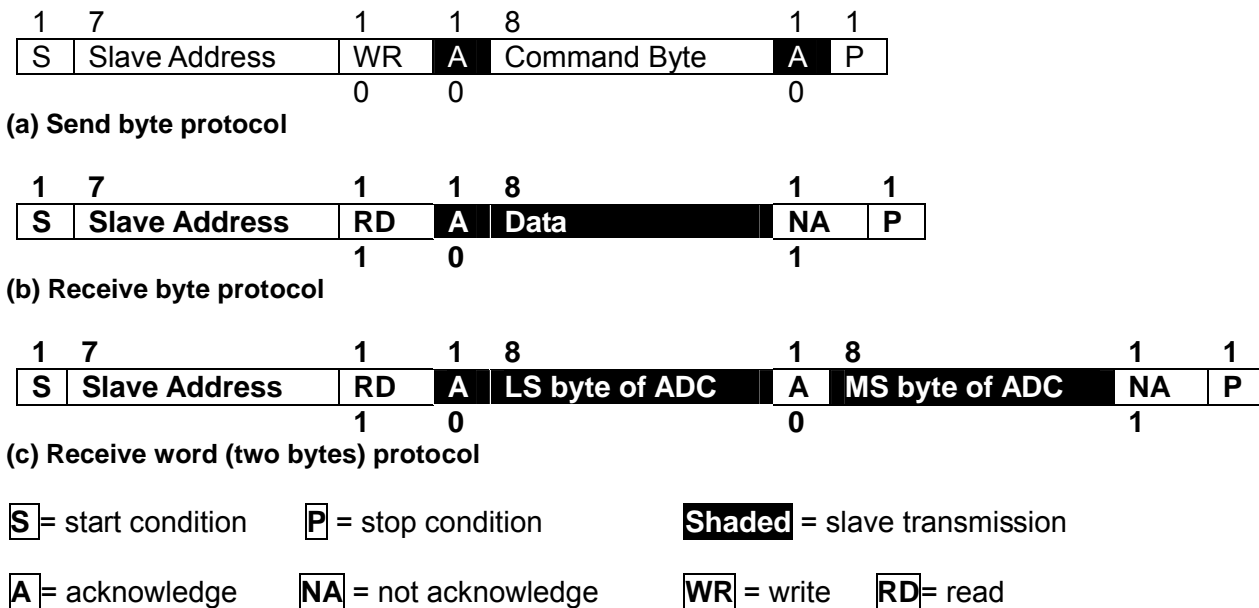 1 7 1 1 8 1 1
S Slave Address WR A Command Byte A P
0 0 0
(a) Send byte protocol
1 7 1 1 8 1 1
S Slave Address RD A Data NA P
1 0 1
(b) Receive byte protocol
1 7 1 1 8 1 8 1 1
S Slave Address RD A LS byte of ADC A MS byte of ADC NA P
1 0 0 1
(c) Receive word (two bytes) protocol
S = start condition P = stop condition Shaded = slave transmission
A = acknowledge NA = not acknowledge WR = write RD= read